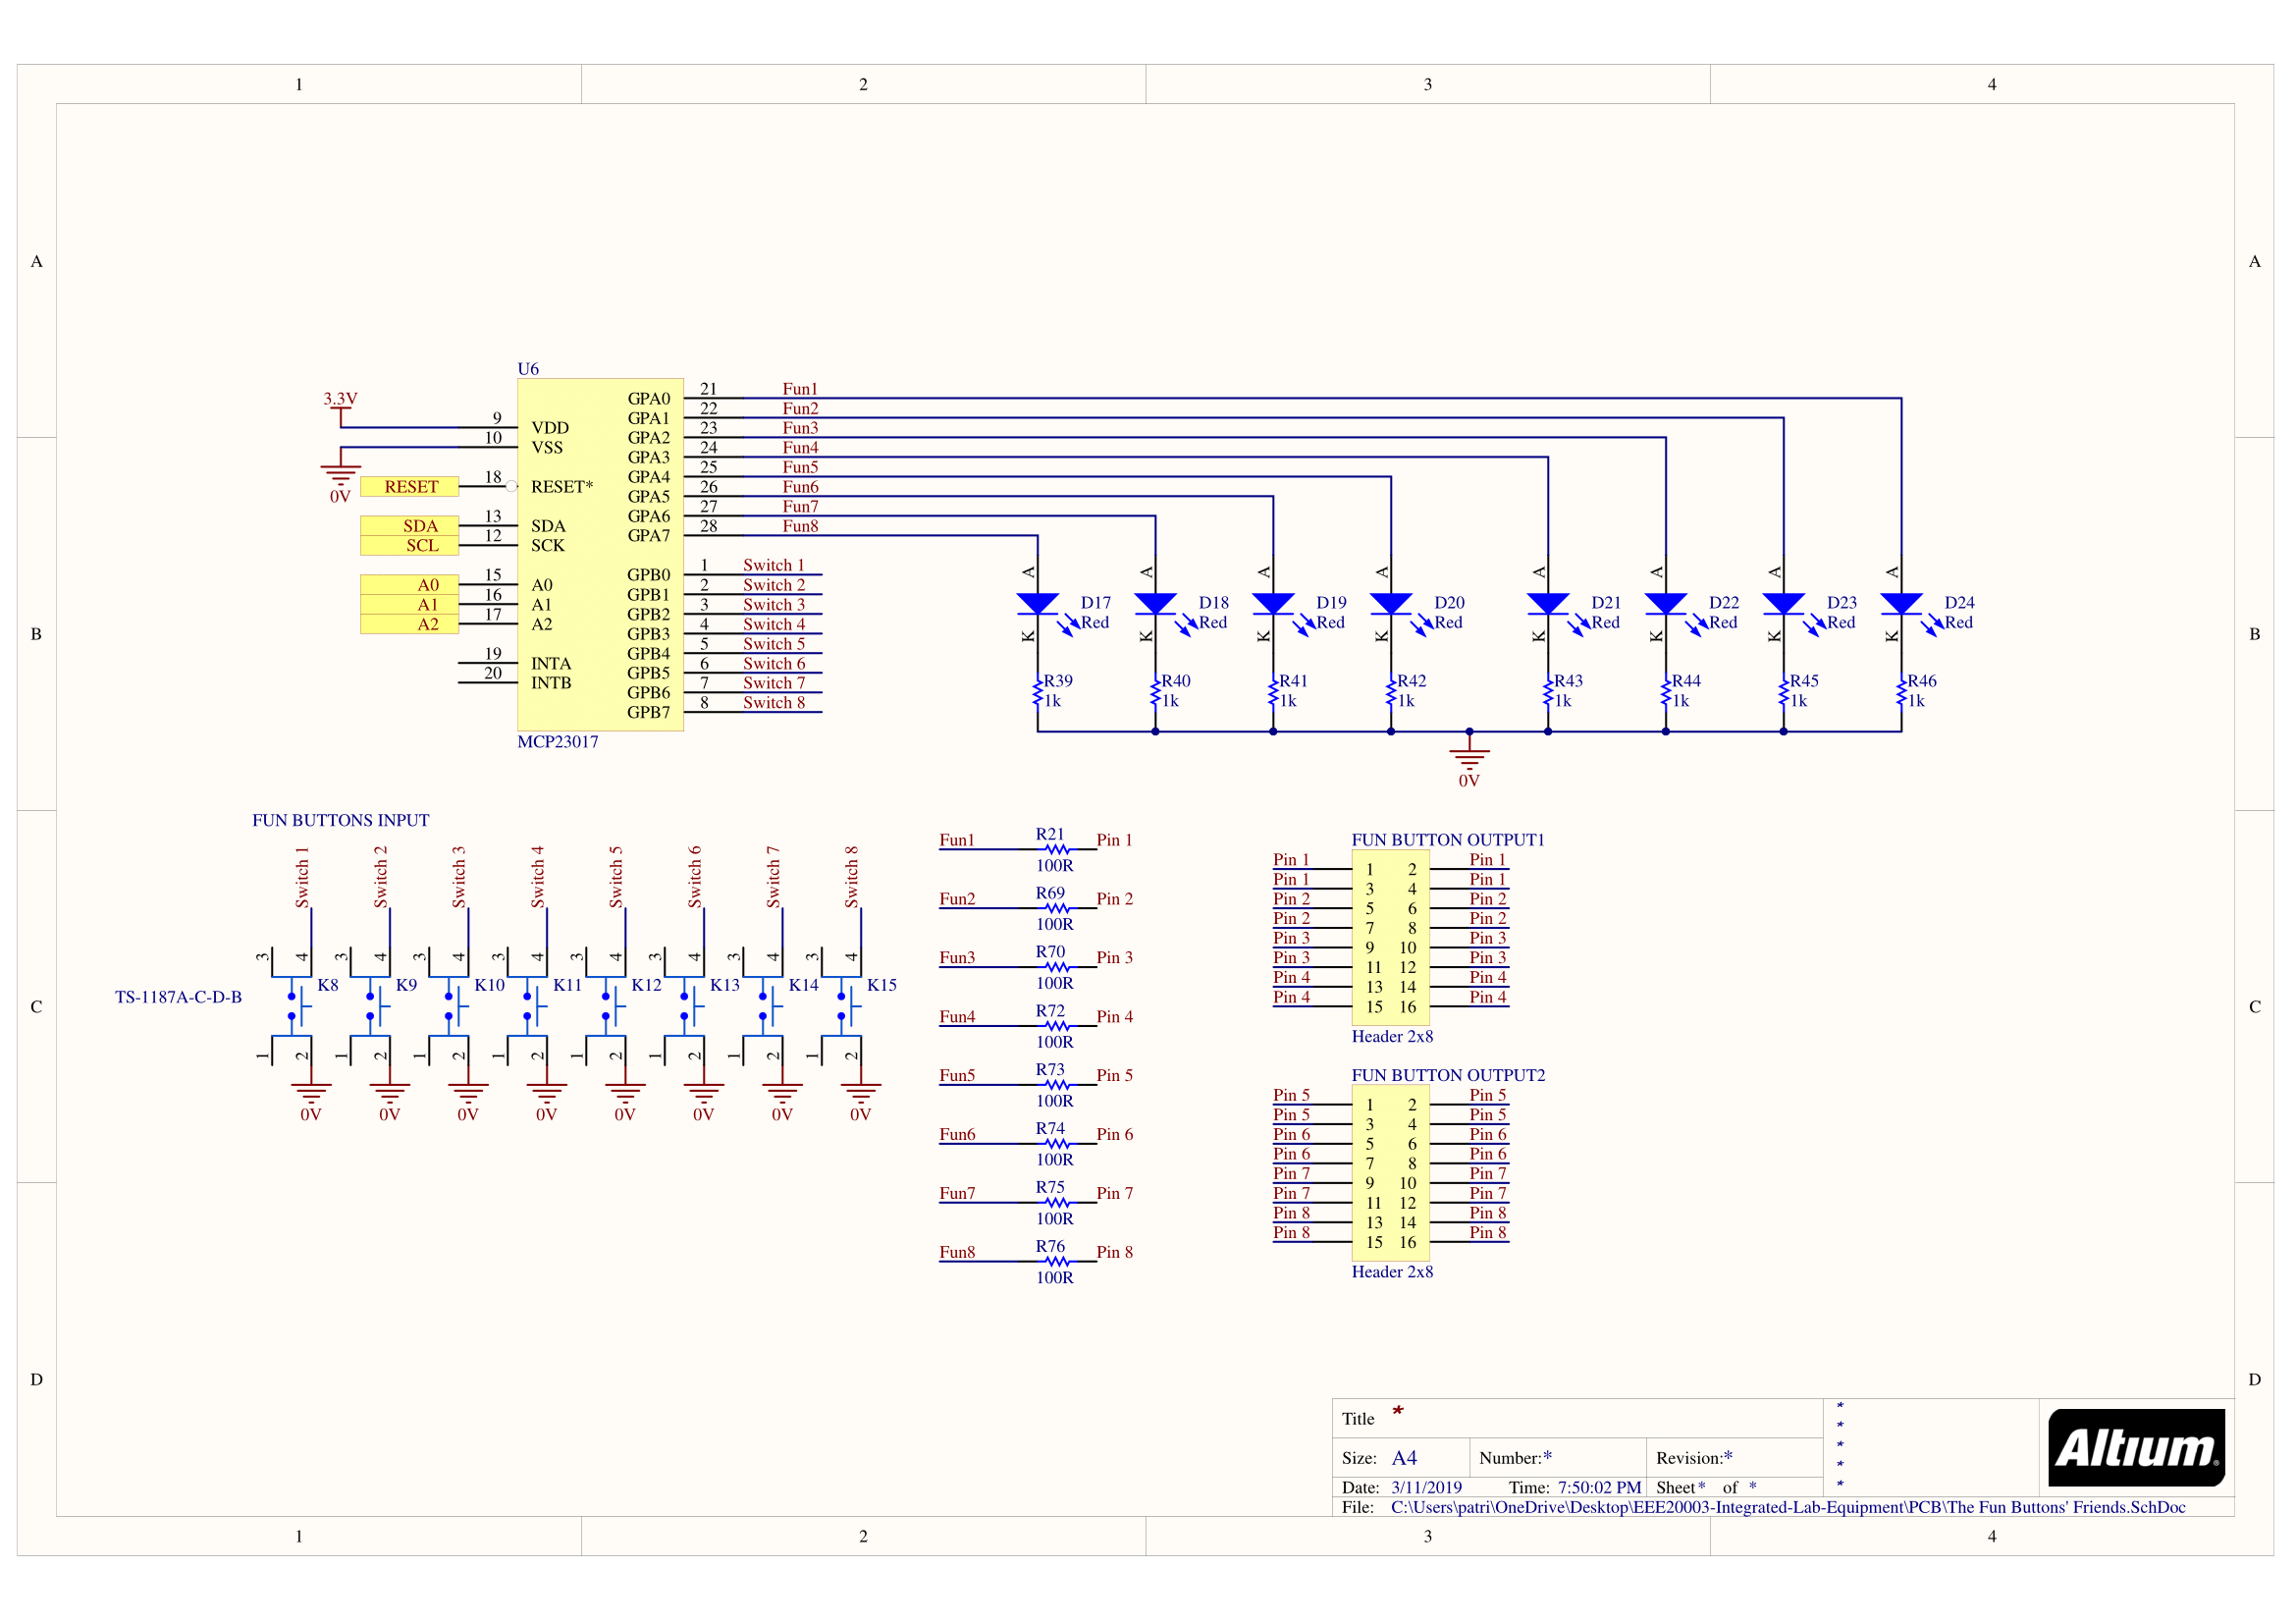 1 2 3 4
A A
B B
C C
D D
U6
3.3V
0V
9 VDD
10 VSS
RESET 18 RESET*
SDA 13 SDA
SCL 12 SCK
A0 15 A0
A1 16 A1
A2 17 A2
19 INTA
20 INTB
GPA0 21 Fun1
GPA1 22 Fun2
GPA2 23 Fun3
GPA3 24 Fun4
GPA4 25 Fun5
GPA5 26 Fun6
GPA6 27 Fun7
GPA7 28 Fun8
GPB0 1 Switch 1
GPB1 2 Switch 2
GPB2 3 Switch 3
GPB3 4 Switch 4
GPB4 5 Switch 5
GPB5 6 Switch 6
GPB6 7 Switch 7
GPB7 8 Switch 8
MCP23017
A A A A A A A A
D17 D18 D19 D20 D21 D22 D23 D24
Red Red Red Red Red Red Red Red
K K K K K K K K
R39 R40 R41 R42 R43 R44 R45 R46
1k 1k 1k 1k 1k 1k 1k 1k
0V
FUN BUTTONS INPUT
Switch 1 Switch 2 Switch 3 Switch 4 Switch 5 Switch 6 Switch 7 Switch 8
3 4 3 4 3 4 3 4 3 4 3 4 3 4 3 4
TS-1187A-C-D-B K8 K9 K10 K11 K12 K13 K14 K15
1 2 1 2 1 2 1 2 1 2 1 2 1 2 1 2
0V 0V 0V 0V 0V 0V 0V 0V
Fun1 R21 Pin 1
100R
Fun2 R69 Pin 2
100R
Fun3 R70 Pin 3
100R
Fun4 R72 Pin 4
100R
Fun5 R73 Pin 5
100R
Fun6 R74 Pin 6
100R
Fun7 R75 Pin 7
100R
Fun8 R76 Pin 8
100R
FUN BUTTON OUTPUT1
Pin 1 1 2 Pin 1
Pin 1 3 4 Pin 1
Pin 2 5 6 Pin 2
Pin 2 7 8 Pin 2
Pin 3 9 10 Pin 3
Pin 3 11 12 Pin 3
Pin 4 13 14 Pin 4
Pin 4 15 16 Pin 4
Header 2x8
FUN BUTTON OUTPUT2
Pin 5 1 2 Pin 5
Pin 5 3 4 Pin 5
Pin 6 5 6 Pin 6
Pin 6 7 8 Pin 6
Pin 7 9 10 Pin 7
Pin 7 11 12 Pin 7
Pin 8 13 14 Pin 8
Pin 8 15 16 Pin 8
Header 2x8
Title *
Size: A4 Number:* Revision:*
Date: 3/11/2019 Time: 7:50:02 PM Sheet* of *
File: C:\Users\patri\OneDrive\Desktop\EEE20003-Integrated-Lab-Equipment\PCB\The Fun Buttons' Friends.SchDoc
*
*
*
*
*
Altium®
1 2 3 4